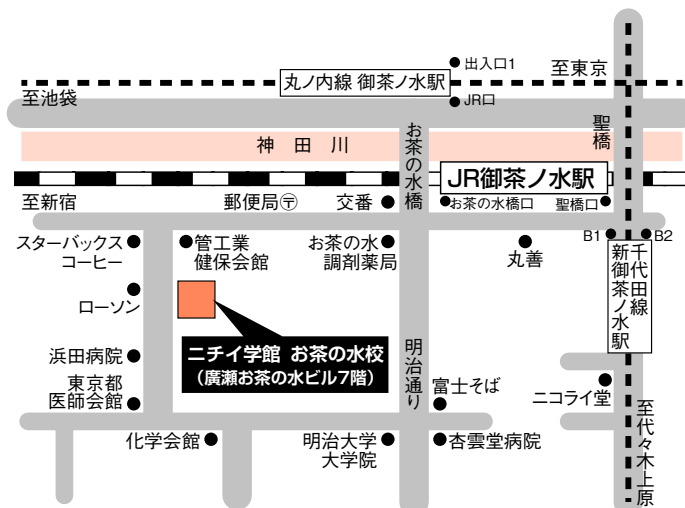 出入口1
丸ノ内線 御茶ノ水駅
至東京
至池袋
JR口
神田川
お茶の水橋
聖橋
JR御茶ノ水駅
至新宿
郵便局〒
交番
お茶の水橋口
聖橋口
スターバックス
コーヒー
管工業
健保会館
お茶の水
調剤薬局
丸善
B1
B2
千代田線
新御茶ノ水駅
ローソン
ニチイ学館 お茶の水校
(廣瀬お茶の水ビル7階)
明治通り
浜田病院
東京都
医師会館
富士そば
ニコライ堂
至代々木上原
化学会館
明治大学
大学院
杏雲堂病院